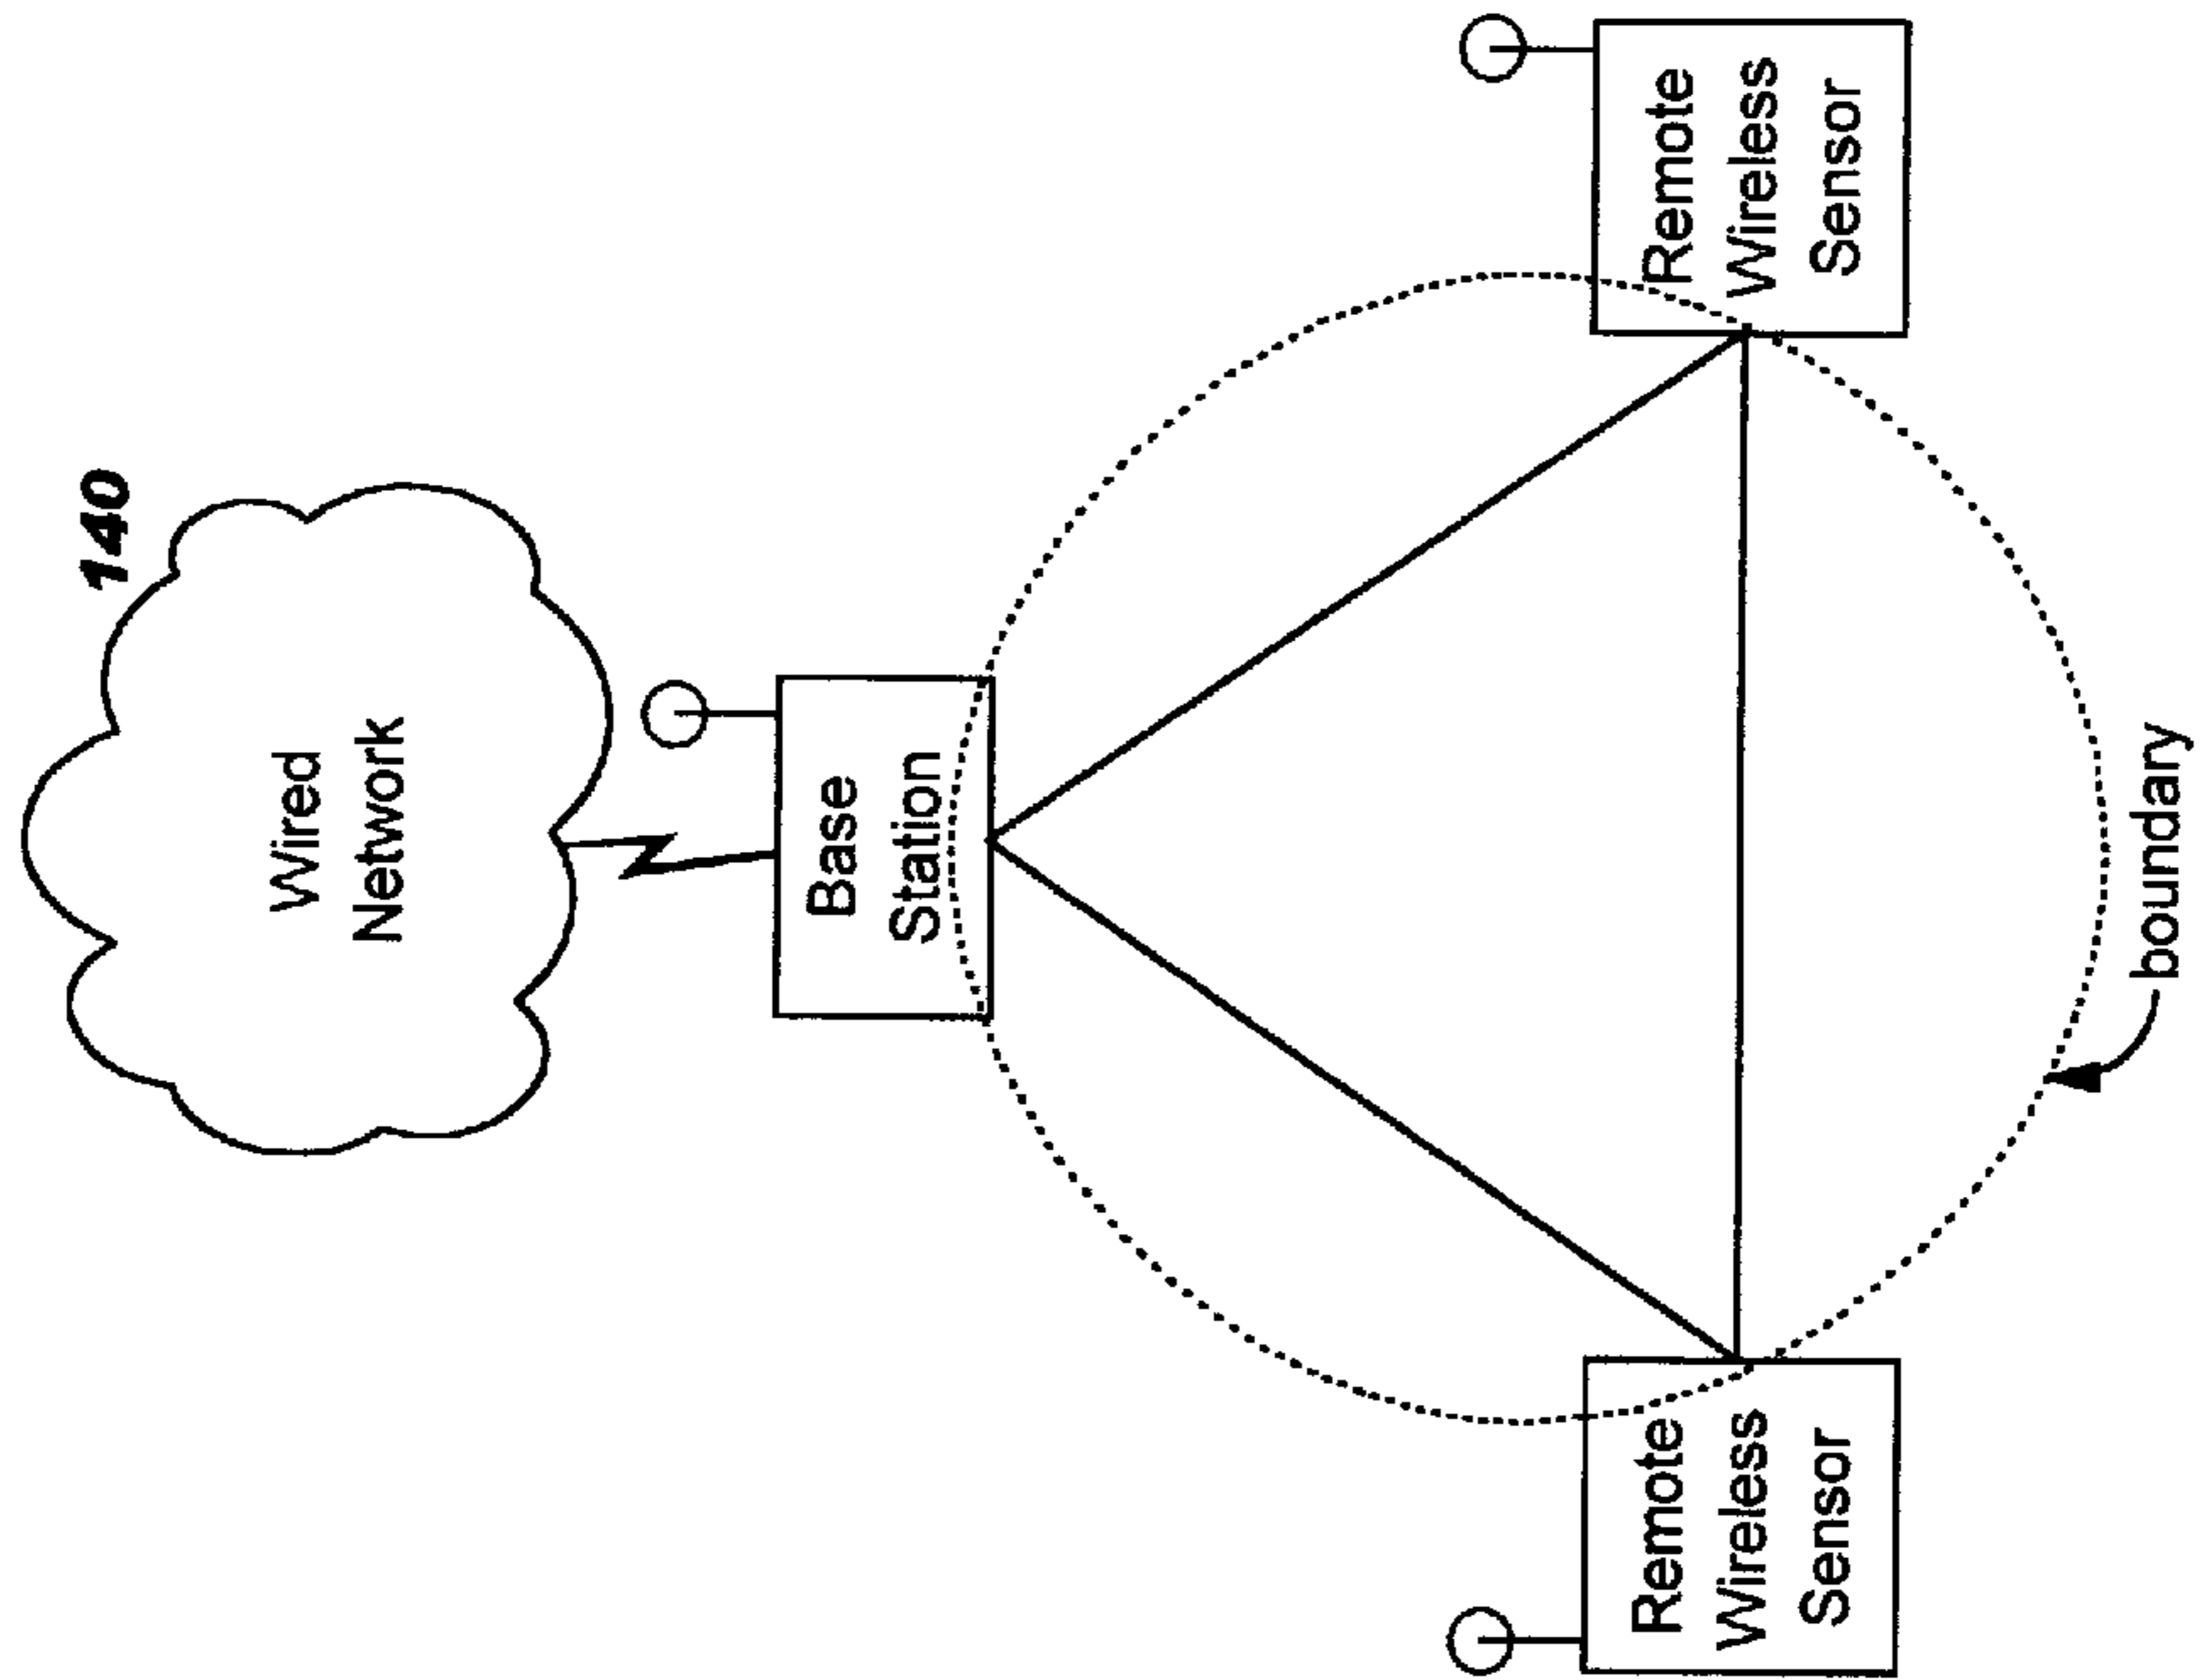 140
Wired
Network
Base
Station
Remote
Wireless
Sensor
Remote
Wireless
Sensor
boundary